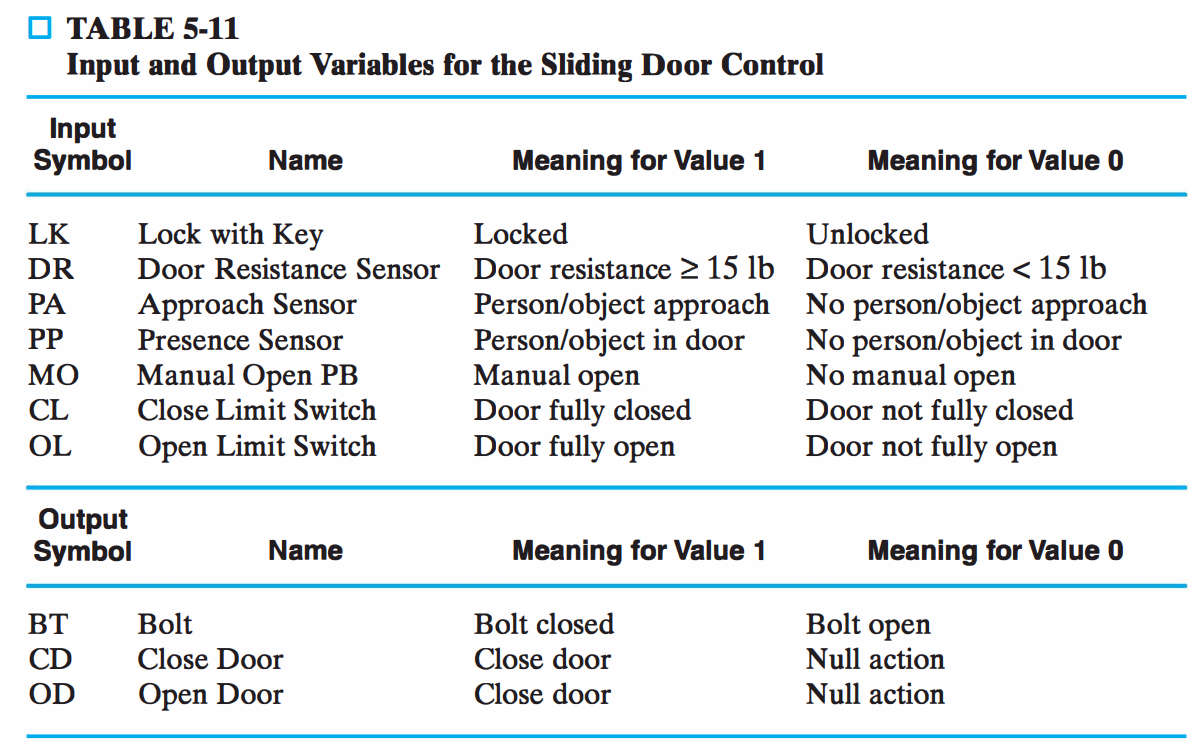 TABLE 5-11
Input and Output Variables for the Sliding Door Control
Input
Symbol Name Meaning for Value 1 Meaning for Value 0
LK Lock with Key Locked Unlocked
DR Door Resistance Sensor Door resistance ≥ 15 lb Door resistance < 15 lb
PA Approach Sensor Person/object approach No person/object approach
PP Presence Sensor Person/object in door No person/object in door
MO Manual Open PB Manual open No manual open
CL Close Limit Switch Door fully closed Door not fully closed
OL Open Limit Switch Door fully open Door not fully open
Output
Symbol Name Meaning for Value 1 Meaning for Value 0
BT Bolt Bolt closed Bolt open
CD Close Door Close door Null action
OD Open Door Close door Null action